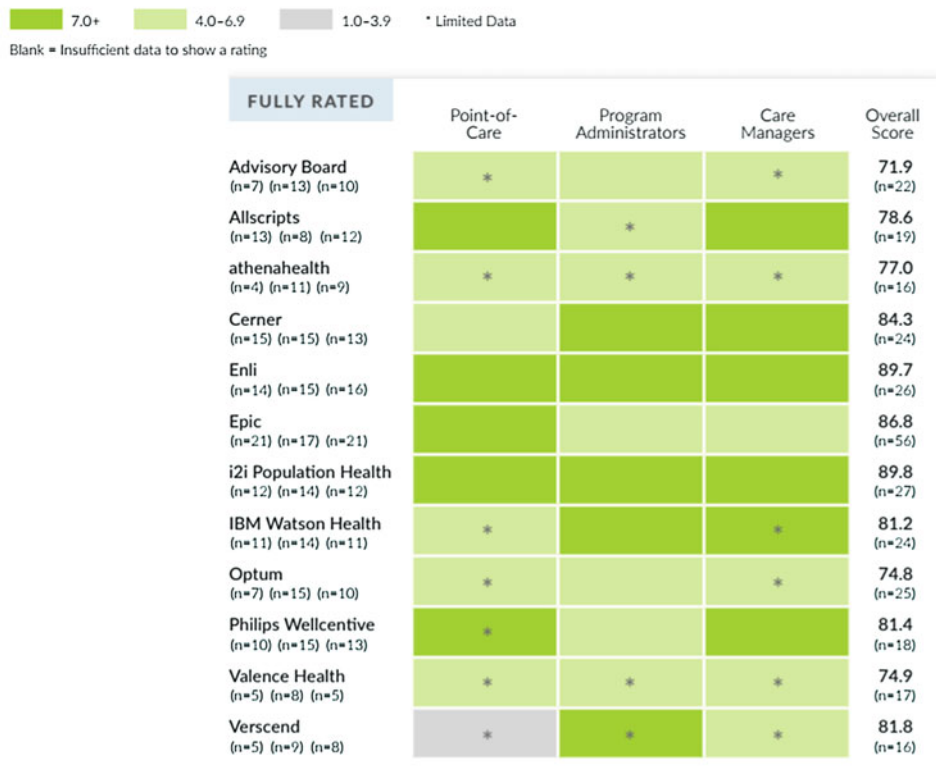 7.0+ 4.0–6.9 1.0–3.9 * Limited Data
Blank = Insufficient data to show a rating
FULLY RATED
Point-of-Care Program Administrators Care Managers Overall Score
Advisory Board * * 71.9
(n=7) (n=13) (n=10) (n=22)
Allscripts * 78.6
(n=13) (n=8) (n=12) (n=19)
athenahealth * * * 77.0
(n=4) (n=11) (n=9) (n=16)
Cerner 84.3
(n=15) (n=15) (n=13) (n=24)
Enli 89.7
(n=14) (n=15) (n=16) (n=26)
Epic 86.8
(n=21) (n=17) (n=21) (n=56)
i2i Population Health 89.8
(n=12) (n=14) (n=12) (n=27)
IBM Watson Health * * 81.2
(n=11) (n=14) (n=11) (n=24)
Optum * * 74.8
(n=7) (n=15) (n=10) (n=25)
Philips Wellcentive * 81.4
(n=10) (n=15) (n=13) (n=18)
Valence Health * * * 74.9
(n=5) (n=8) (n=5) (n=17)
Verscend * * * 81.8
(n=5) (n=9) (n=8) (n=16)